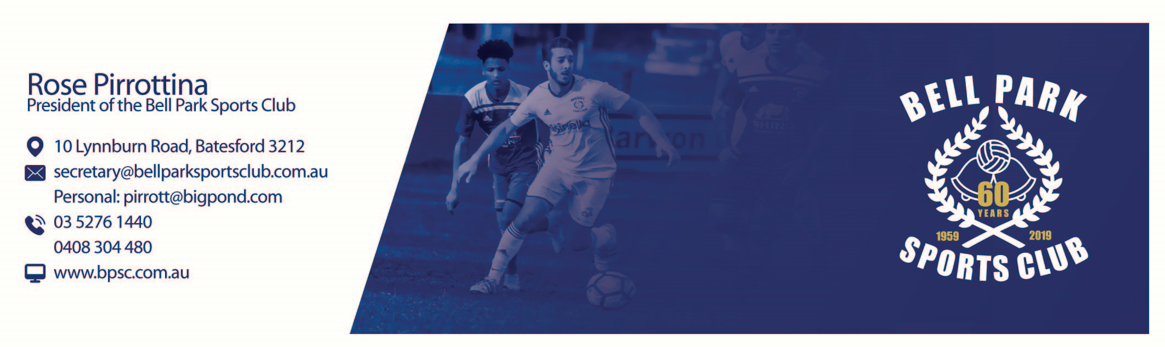 Rose Pirrottina
President of the Bell Park Sports Club
10 Lynnburn Road, Batesford 3212
secretary@bellparksportsclub.com.au
Personal: pirrott@bigpond.com
03 5276 1440
0408 304 480
www.bpsc.com.au
BELL PARK
60
YEARS
1959 2019
SPORTS CLUB